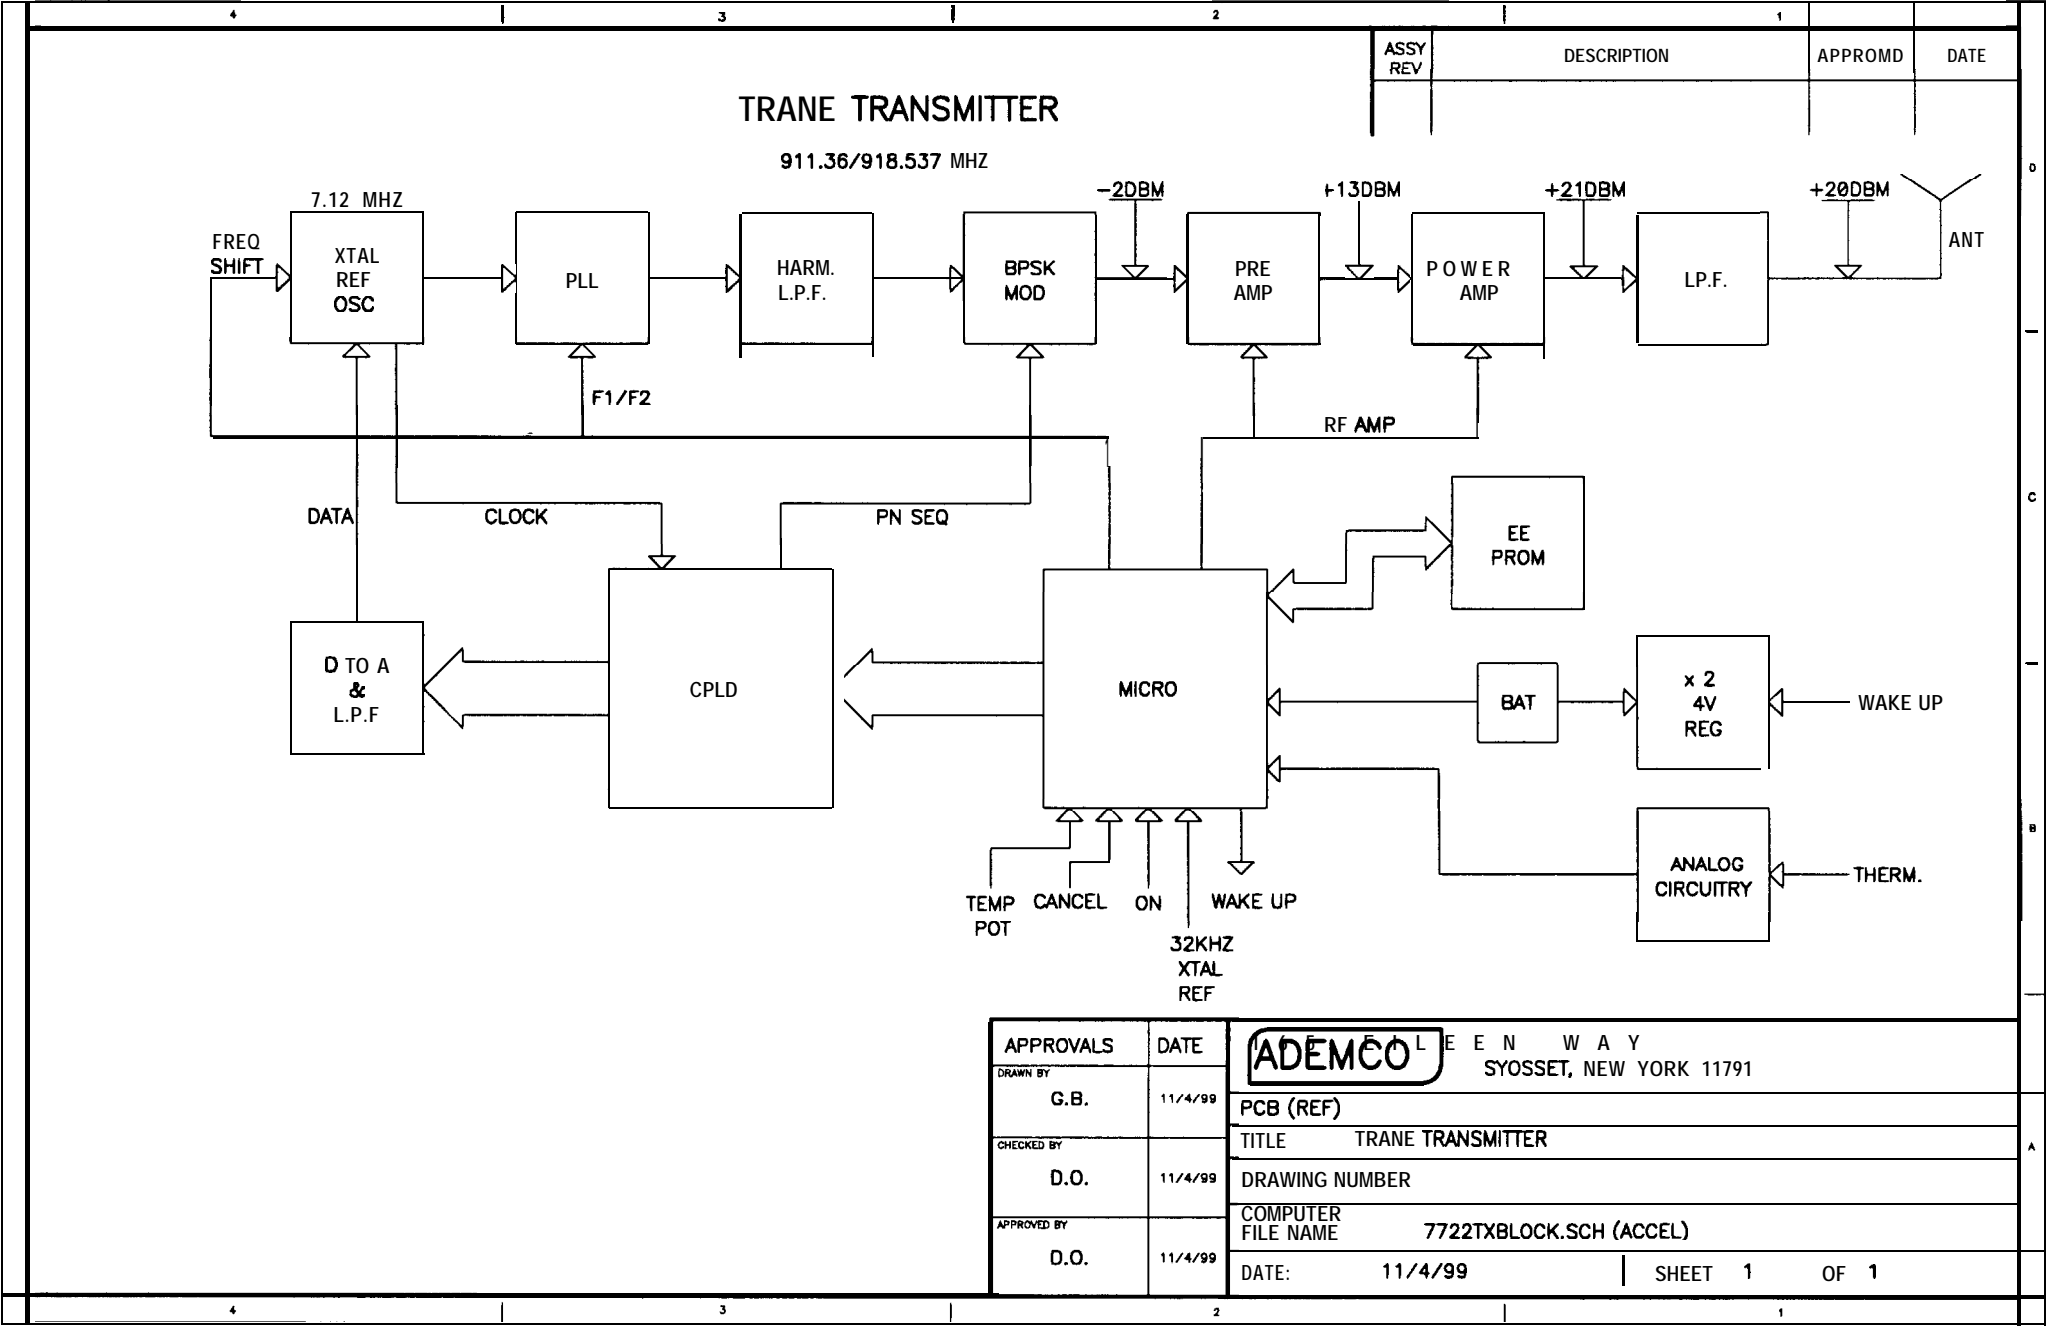 4 3 2 1
ASSY REV DESCRIPTION APPROMD DATE
TRANE TRANSMITTER
911.36/918.537 MHZ
D
7.12 MHZ
-2DBM
+13DBM
+21DBM
+20DBM
FREQ
SHIFT
XTAL
REF
OSC
PLL
HARM.
L.P.F.
BPSK
MOD
PRE
AMP
POWER
AMP
LP.F.
ANT
F1/F2
RF AMP
DATA
CLOCK
PN SEQ
C
EE
PROM
D TO A
&
L.P.F
CPLD
MICRO
BAT
x 2
4V
REG
WAKE UP
B
ANALOG
CIRCUITRY
THERM.
TEMP
POT
CANCEL
ON
WAKE UP
32KHZ
XTAL
REF
APPROVALS DATE
DRAWN BY
G.B. 11/4/99
CHECKED BY
D.O. 11/4/99
APPROVED BY
D.O. 11/4/99
ADEMCO
165 EILEEN WAY
SYOSSET, NEW YORK 11791
PCB (REF)
TITLE TRANE TRANSMITTER
A
DRAWING NUMBER
COMPUTER
FILE NAME 7722TXBLOCK.SCH (ACCEL)
DATE: 11/4/99 SHEET 1 OF 1
4 3 2 1